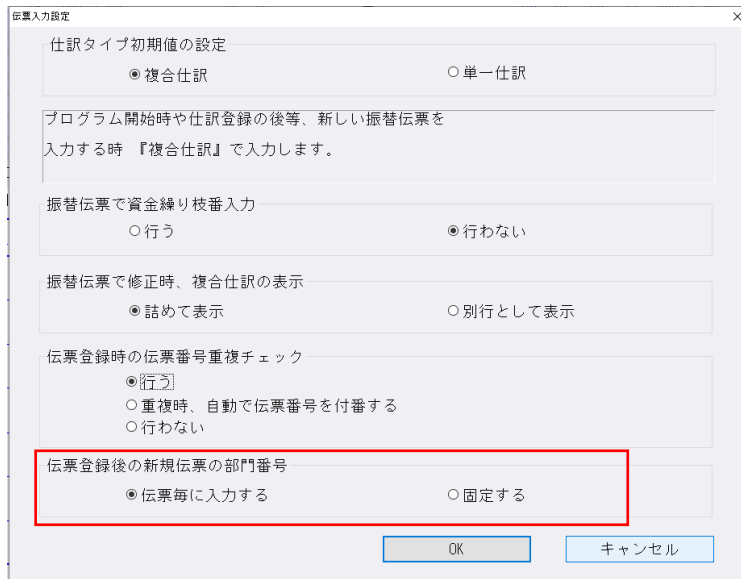 伝票入力設定
仕訳タイプ初期値の設定
複合仕訳 単一仕訳
プログラム開始時や仕訳登録の後等、新しい振替伝票を
入力する時 『複合仕訳』で入力します。
振替伝票で資金繰り枝番入力
行う 行わない
振替伝票で修正時、複合仕訳の表示
詰めて表示 別行として表示
伝票登録時の伝票番号重複チェック
行う
重複時、自動で伝票番号を付番する
行わない
伝票登録後の新規伝票の部門番号
伝票毎に入力する 固定する
OK キャンセル